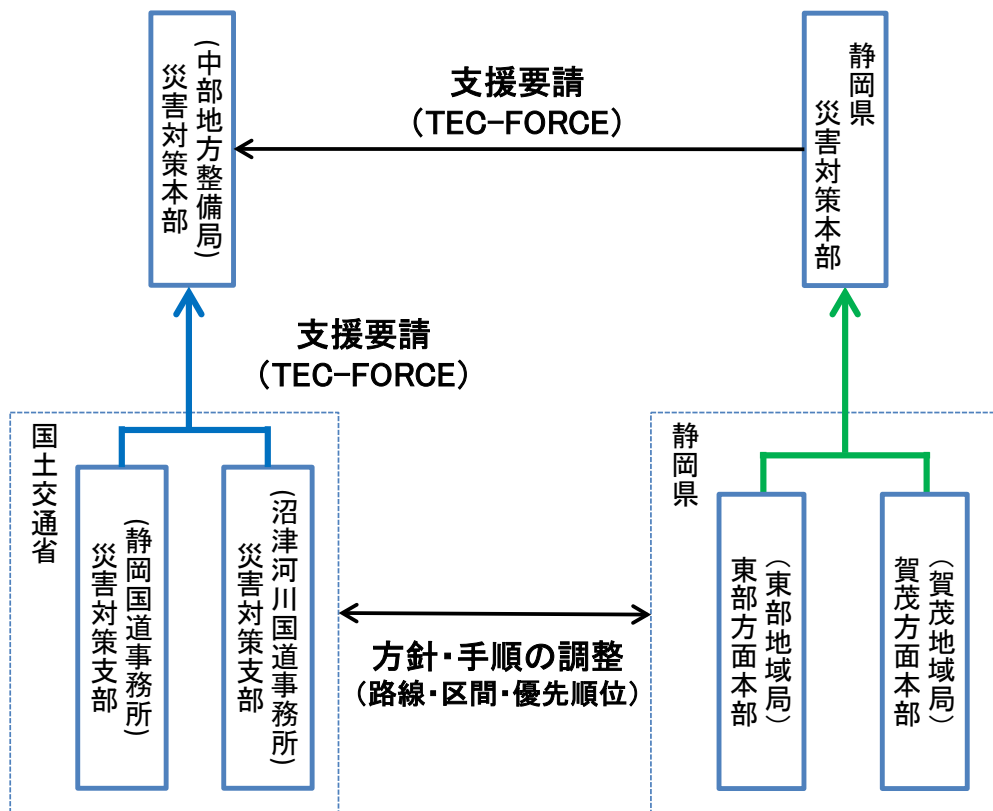 災害対策本部
(中部地方整備局)
支援要請
(TEC-FORCE)
静岡県
災害対策本部
支援要請
(TEC-FORCE)
国土交通省
災害対策支部
(静岡国道事務所)
災害対策支部
(沼津河川国道事務所)
方針・手順の調整
(路線・区間・優先順位)
静岡県
東部方面本部
(東部地域局)
賀茂方面本部
(賀茂地域局)